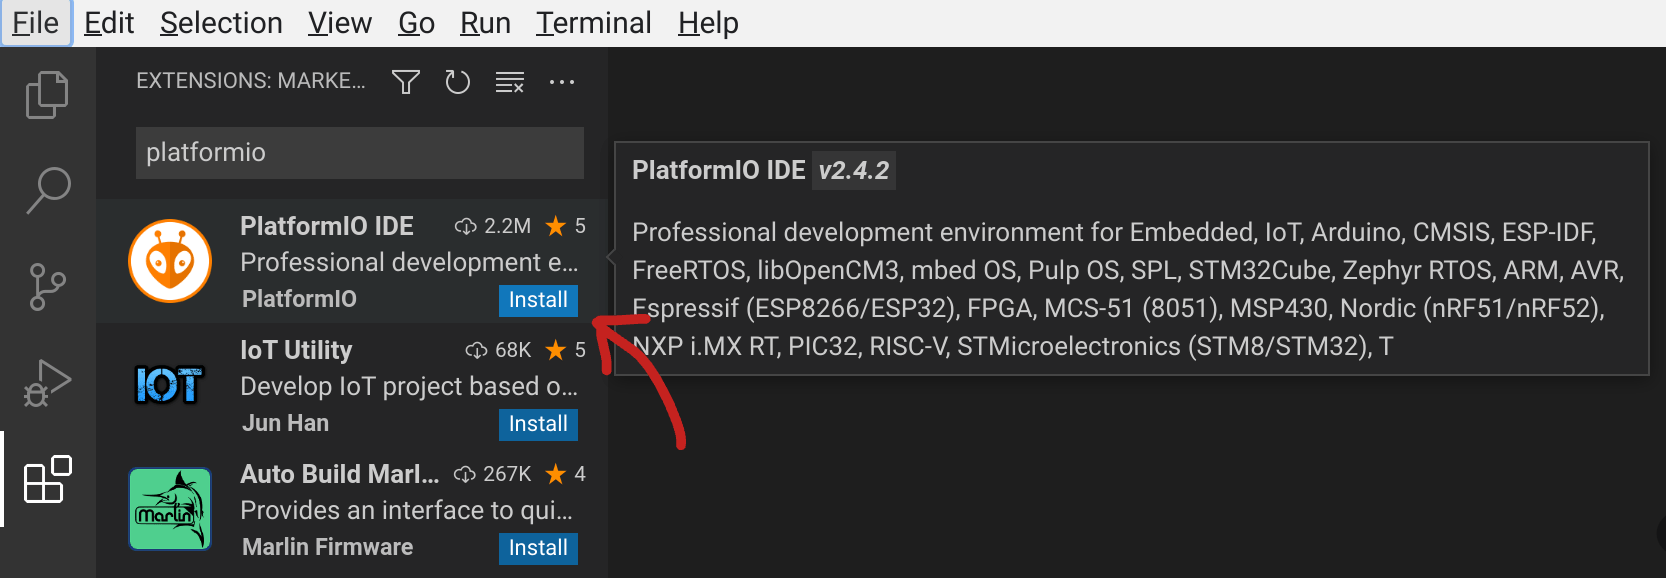 File Edit Selection View Go Run Terminal Help
EXTENSIONS: MARKE...
platformio
PlatformIO IDE 2.2M 5
Professional development e...
PlatformIO Install
IoT Utility 68K 5
Develop IoT project based o...
Jun Han Install
IOT
Auto Build Marl... 267K 4
Provides an interface to qui...
Marlin Firmware Install
Marlin
PlatformIO IDE v2.4.2
Professional development environment for Embedded, IoT, Arduino, CMSIS, ESP-IDF,
FreeRTOS, libOpenCM3, mbed OS, Pulp OS, SPL, STM32Cube, Zephyr RTOS, ARM, AVR,
Espressif (ESP8266/ESP32), FPGA, MCS-51 (8051), MSP430, Nordic (nRF51/nRF52),
NXP i.MX RT, PIC32, RISC-V, STMicroelectronics (STM8/STM32), T